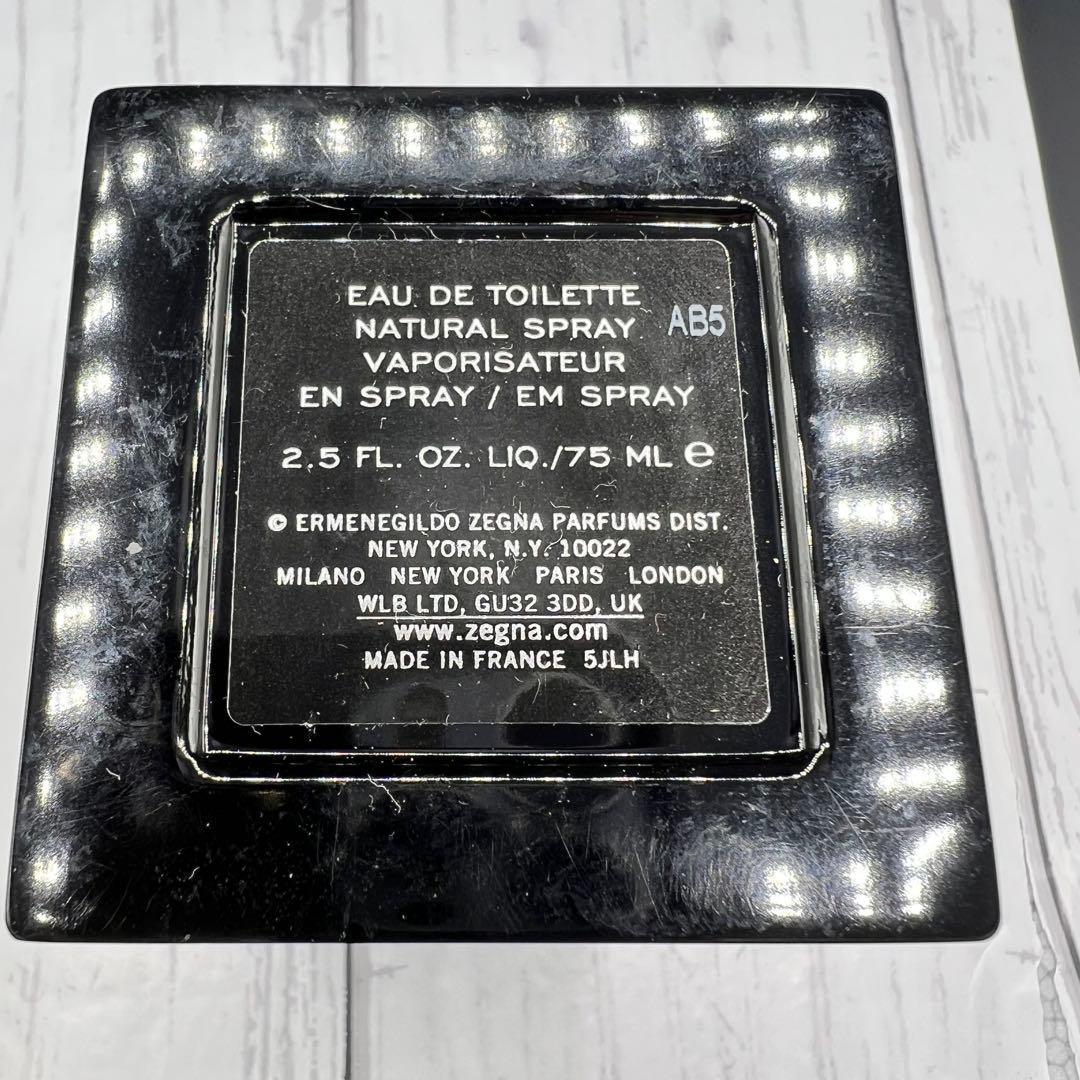 EAU DE TOILETTE
NATURAL SPRAY AB5
VAPORISATEUR
EN SPRAY / EM SPRAY
2.5 FL. OZ. LIQ./75 ML ℮
© ERMENEGILDO ZEGNA PARFUMS DIST.
NEW YORK, N.Y. 10022
MILANO NEW YORK PARIS LONDON
WLB LTD, GU32 3DD, UK
www.zegna.com
MADE IN FRANCE 5JLH